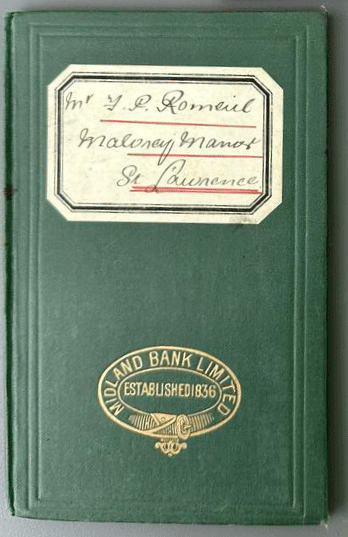 Mr F. P. Romeril
Maloney Manor
St Lawrence
MIDLAND BANK LIMITED
ESTABLISHED 1836